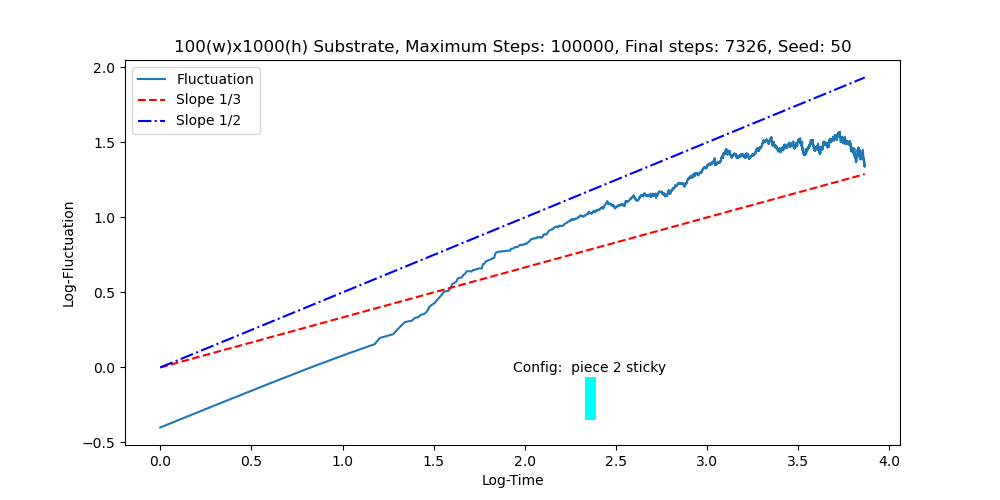 100(w)x1000(h) Substrate, Maximum Steps: 100000, Final steps: 7326, Seed: 50
2.0
1.5
1.0
0.5
0.0
−0.5
Log-Fluctuation
Fluctuation
Slope 1/3
Slope 1/2
Config:  piece 2 sticky
0.0 0.5 1.0 1.5 2.0 2.5 3.0 3.5 4.0
Log-Time